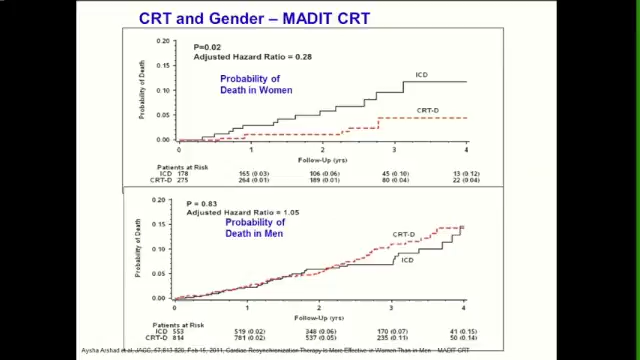 CRT and Gender – MADIT CRT
0.20
P=0.02
Adjusted Hazard Ratio = 0.28
ICD
0.15
Probability of
Death in Women
0.10
CRT-D
0.05
0.00
Probability of Death
0 1 2 3 4
Follow-Up (yrs)
Patients at Risk
ICD 178 165 (0.03) 106 (0.06) 45 (0.10) 13 (0.12)
CRT-D 275 264 (0.01) 189 (0.01) 80 (0.04) 22 (0.04)
0.20
P = 0.83
Adjusted Hazard Ratio = 1.05
Probability of
Death in Men
0.15
CRT-D
0.10
ICD
0.05
0.00
Probability of Death
0 1 2 3 4
Follow-Up (yrs)
Patients at Risk
ICD 553 519 (0.02) 348 (0.06) 170 (0.07) 41 (0.15)
CRT-D 814 781 (0.02) 537 (0.05) 235 (0.11) 50 (0.14)
Aysha Arshad et al, JACC, 57:813-820, Feb 15, 2011, Cardiac Resynchronization Therapy Is More Effective in Women Than in Men – MADIT CRT